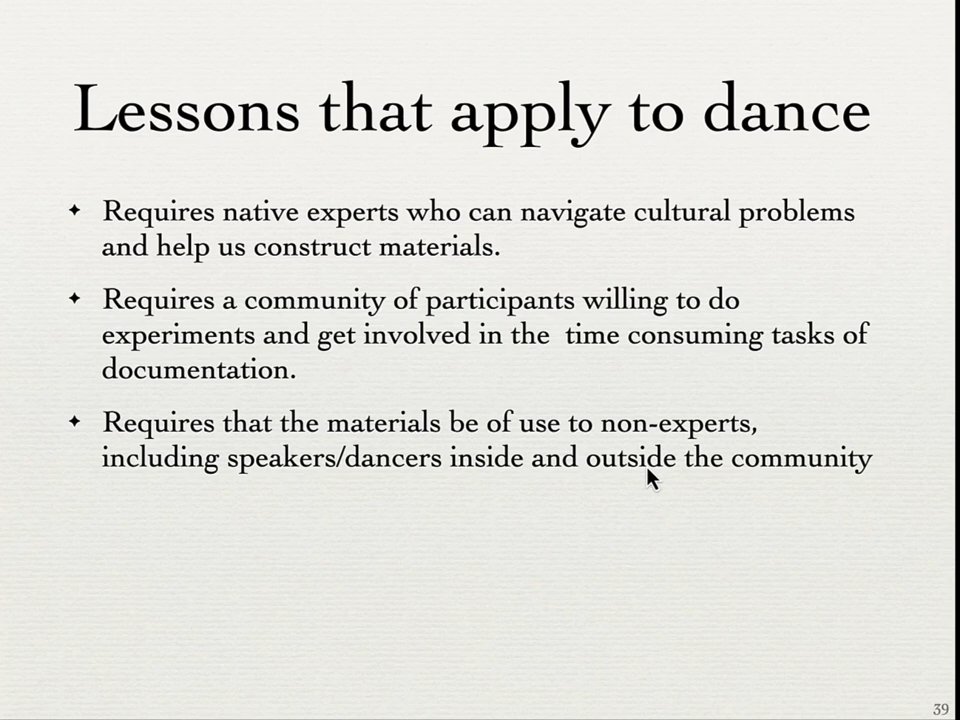 Lessons that apply to dance
✦ Requires native experts who can navigate cultural problems
and help us construct materials.
✦ Requires a community of participants willing to do
experiments and get involved in the  time consuming tasks of
documentation.
✦ Requires that the materials be of use to non-experts,
including speakers/dancers inside and outside the community
39